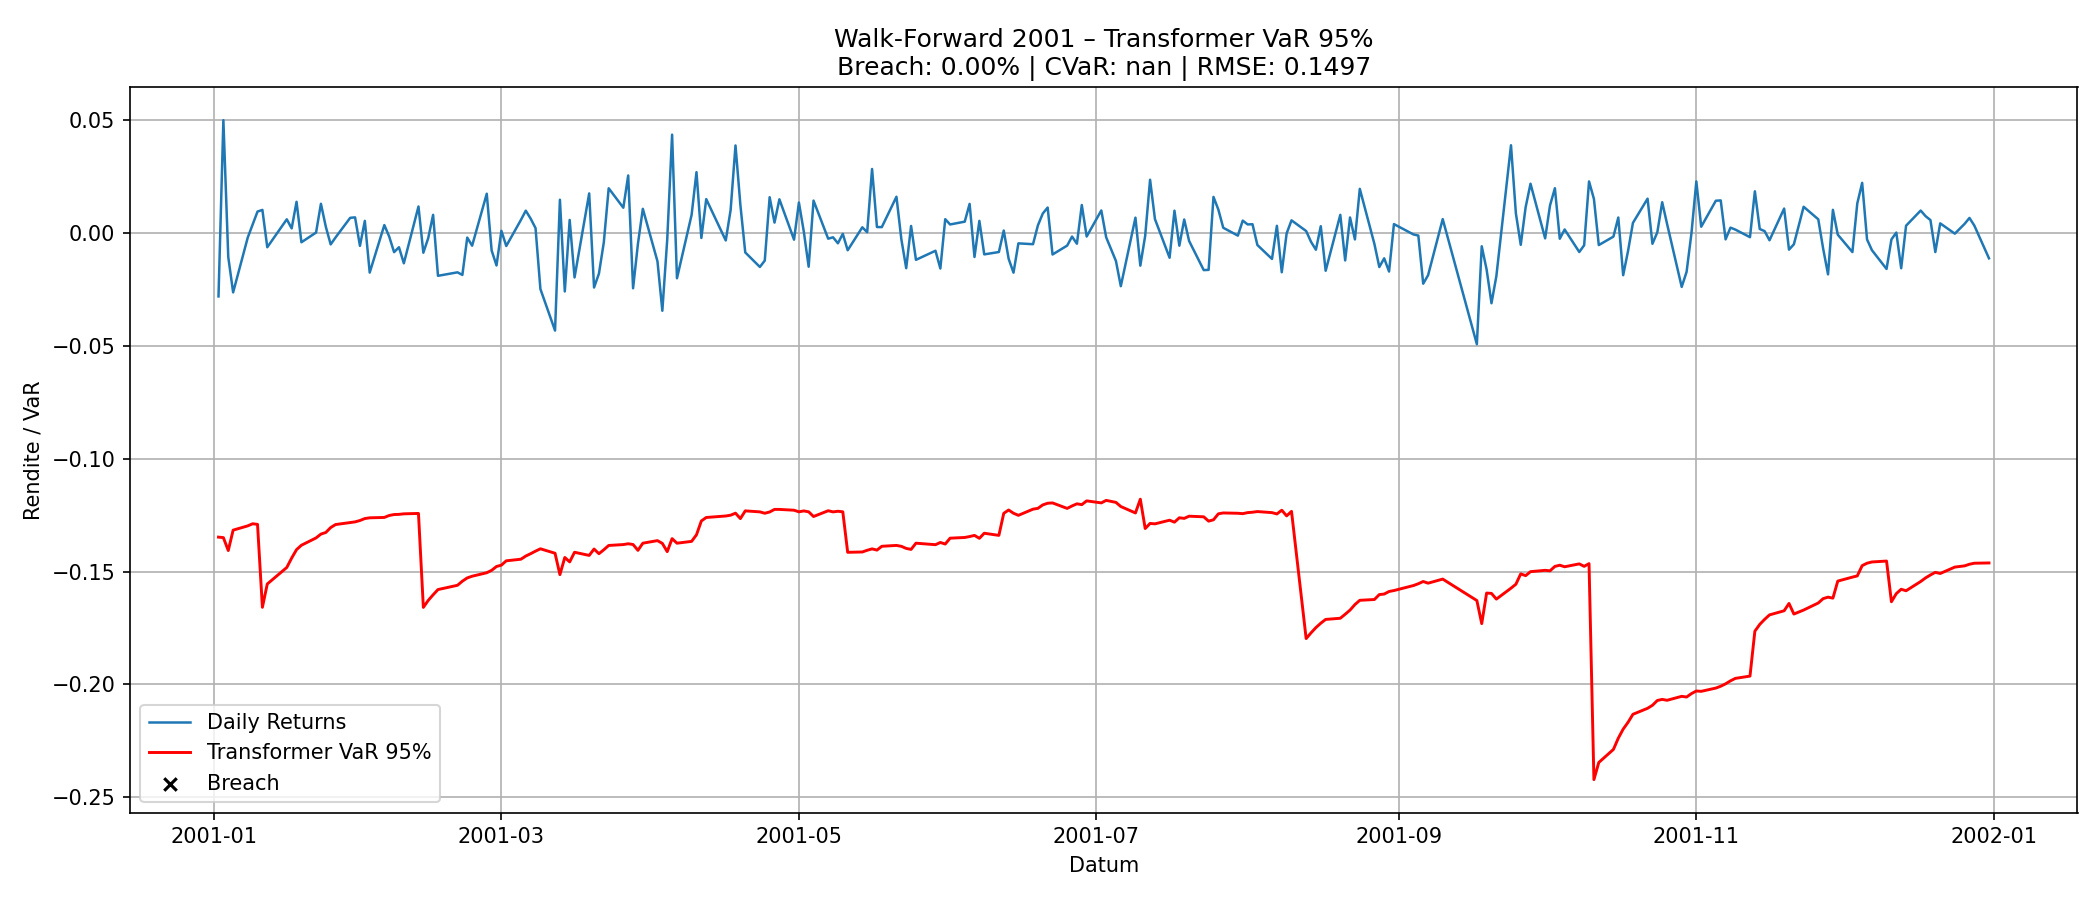 Walk-Forward 2001 – Transformer VaR 95%
Breach: 0.00% | CVaR: nan | RMSE: 0.1497
Rendite / VaR
0.05
0.00
−0.05
−0.10
−0.15
−0.20
−0.25
Daily Returns
Transformer VaR 95%
Breach
2001-01
2001-03
2001-05
2001-07
2001-09
2001-11
2002-01
Datum